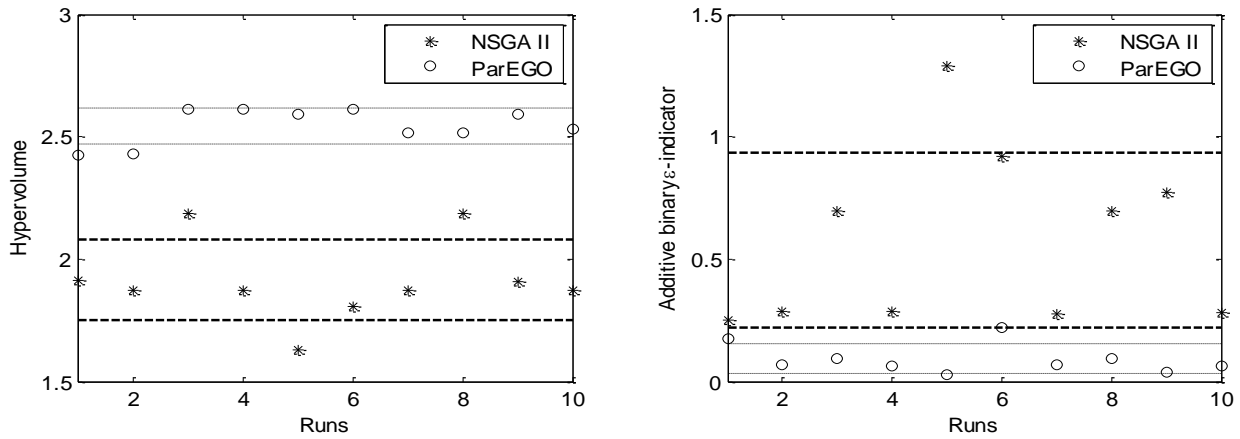 3
2.5
2
1.5
2
4
6
8
10
Hypervolume
Runs
NSGA II
ParEGO
1.5
1
0.5
0
2
4
6
8
10
Additive binary ε-indicator
Runs
NSGA II
ParEGO